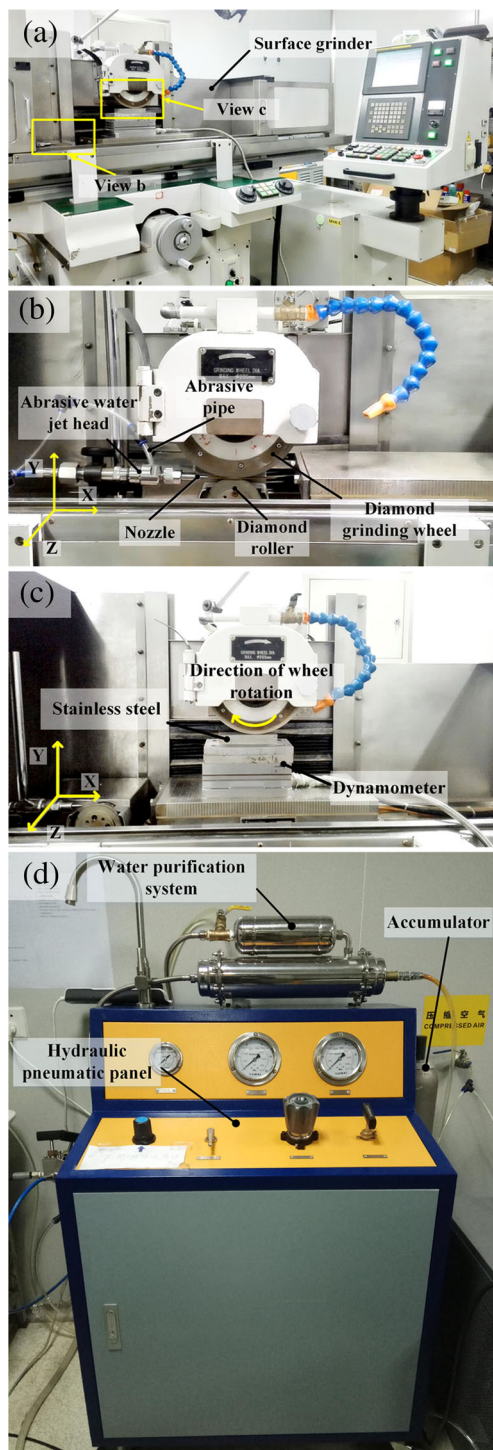 (a)
Surface grinder
View c
View b
(b)
GRINDING WHEEL DIA.
Abrasive
pipe
Abrasive water
jet head
Y
X
Z
Nozzle
Diamond
roller
Diamond
grinding wheel
(c)
GRINDING WHEEL DIA.
Direction of wheel
rotation
Stainless steel
Y
X
Z
Dynamometer
(d)
Water purification
system
Accumulator
压缩空气
COMPRESSED AIR
Hydraulic
pneumatic panel